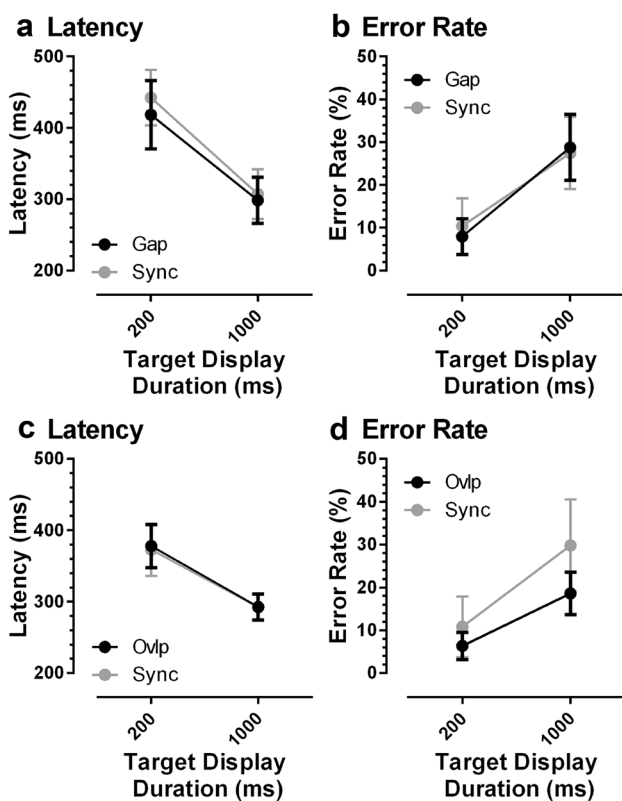 a Latency
500
400
300
200
Latency (ms)
Gap
Sync
200
1000
Target Display
Duration (ms)
b Error Rate
50
40
30
20
10
0
Error Rate (%)
Gap
Sync
200
1000
Target Display
Duration (ms)
c Latency
500
400
300
200
Latency (ms)
Ovlp
Sync
200
1000
Target Display
Duration (ms)
d Error Rate
50
40
30
20
10
0
Error Rate (%)
Ovlp
Sync
200
1000
Target Display
Duration (ms)